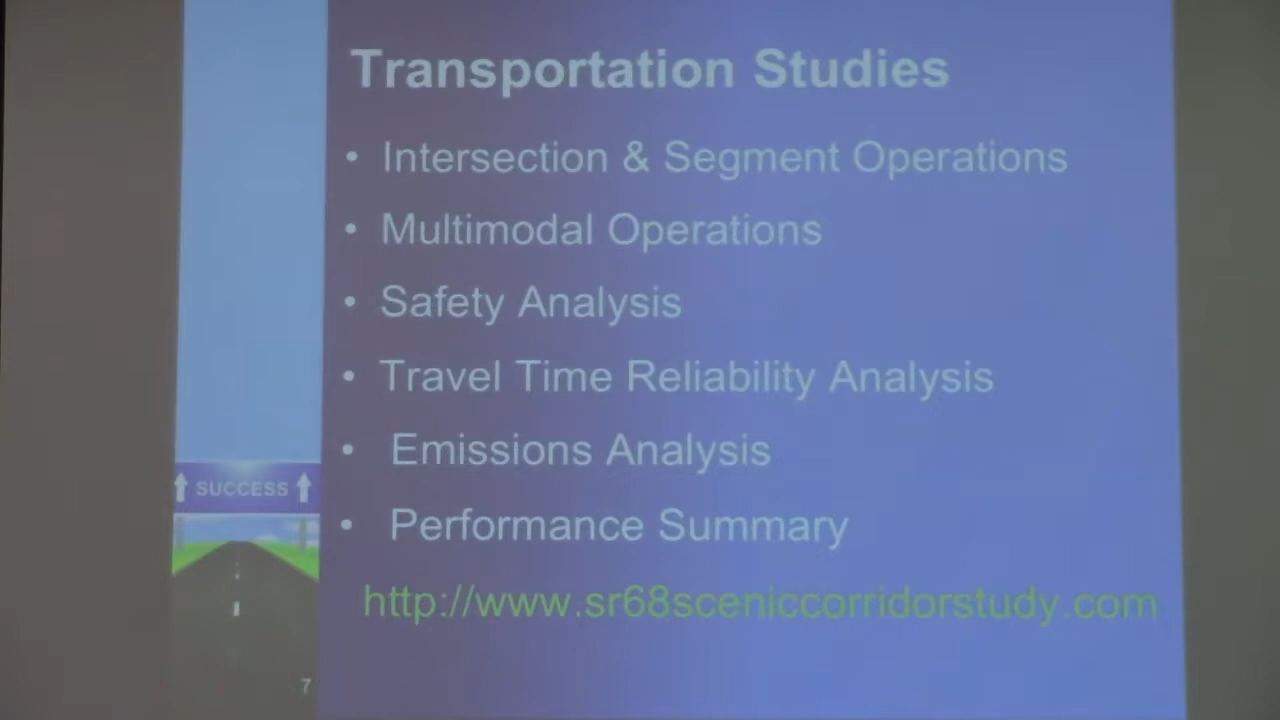 Transportation Studies
• Intersection & Segment Operations
• Multimodal Operations
• Safety Analysis
• Travel Time Reliability Analysis
• Emissions Analysis
• Performance Summary
http://www.sr68sceniccorridorstudy.com
SUCCESS
7